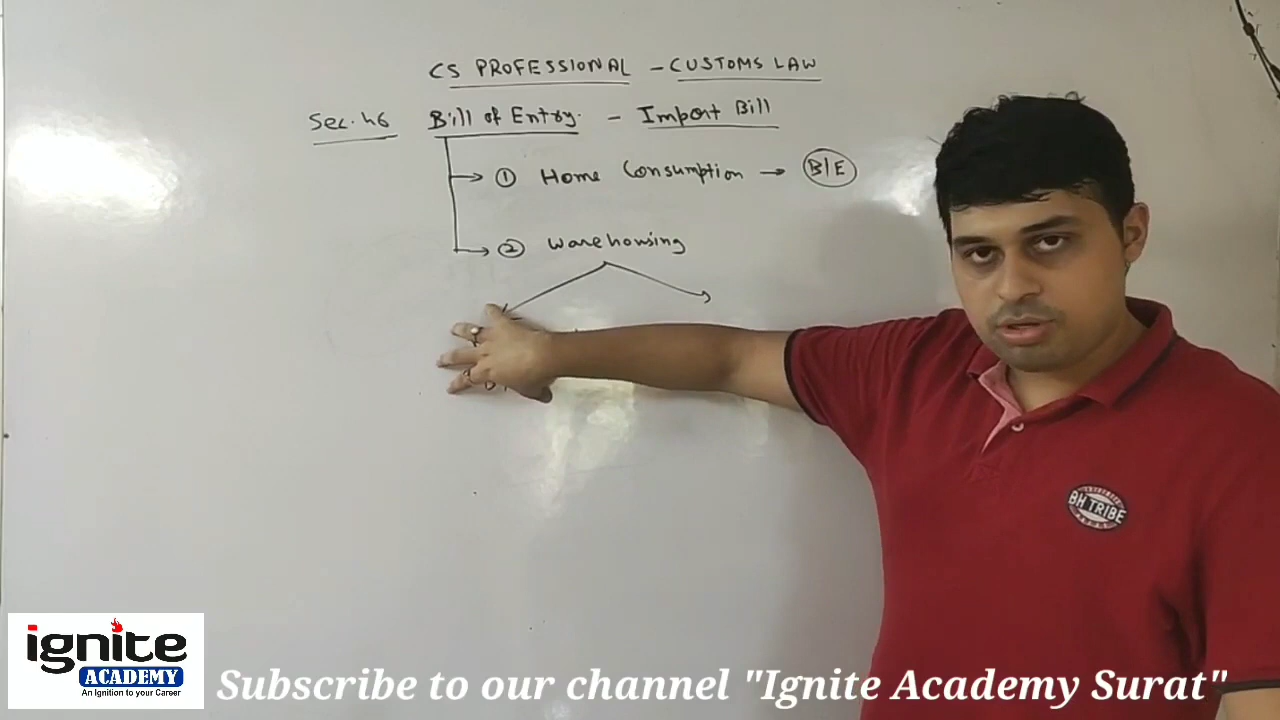 CS PROFESSIONAL - CUSTOMS LAW
Sec. 46 Bill of Entry. - Import Bill
① Home Consumption → B/E
② Warehousing
BH TRIBE
ignite
ACADEMY
An Ignition to your Career
Subscribe to our channel "Ignite Academy Surat"